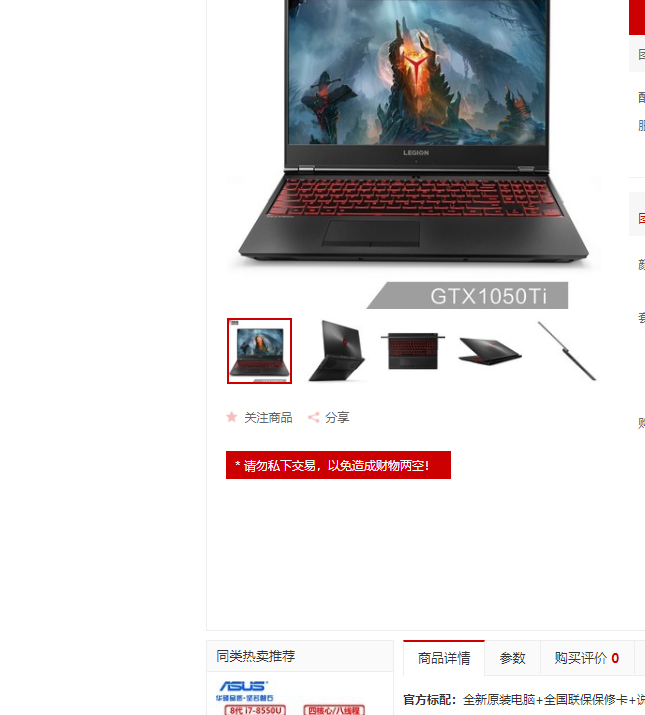 LEGION
GTX1050Ti
关注商品
分享
* 请勿私下交易，以免造成财物两空！
同类热卖推荐
商品详情
参数
购买评价 0
ASUS
8代 i7-8550U
四核心/八线程
官方标配：全新原装电脑+全国联保保修卡+说